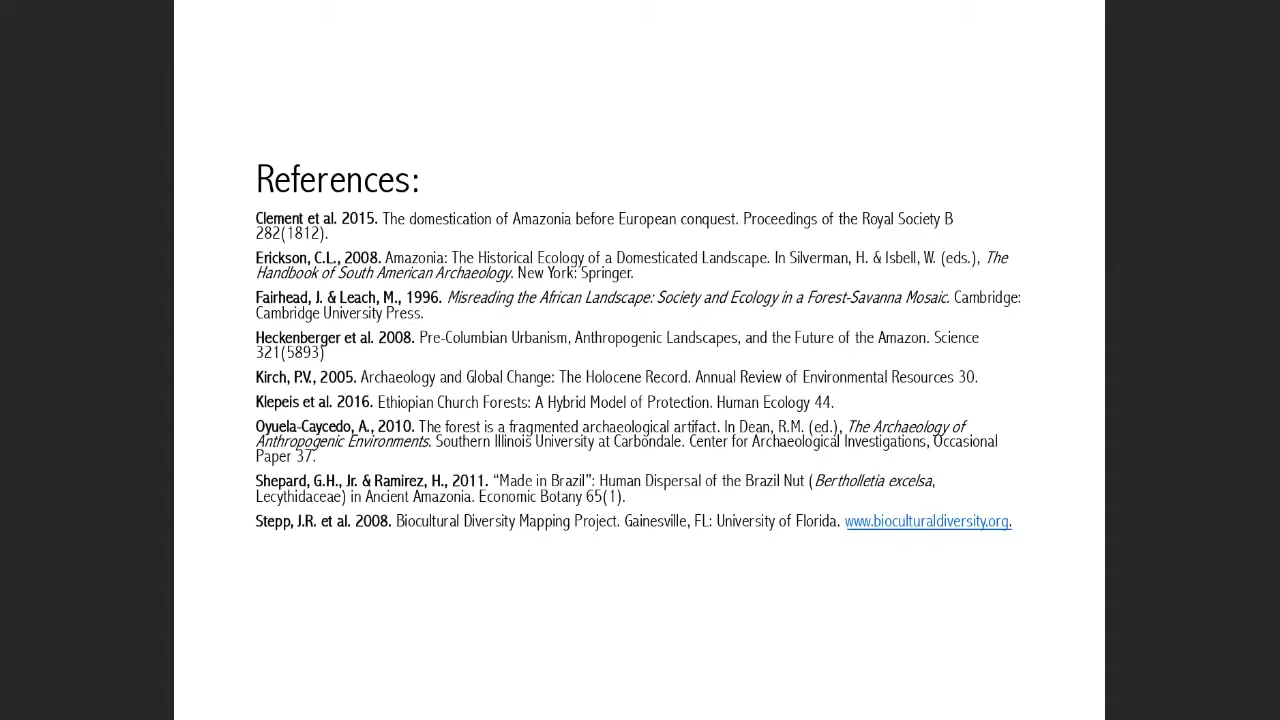 References:
Clement et al. 2015. The domestication of Amazonia before European conquest. Proceedings of the Royal Society B
282(1812).
Erickson, C.L., 2008. Amazonia: The Historical Ecology of a Domesticated Landscape. In Silverman, H. & Isbell, W. (eds.), The
Handbook of South American Archaeology. New York: Springer.
Fairhead, J. & Leach, M., 1996. Misreading the African Landscape: Society and Ecology in a Forest-Savanna Mosaic. Cambridge:
Cambridge University Press.
Heckenberger et al. 2008. Pre-Columbian Urbanism, Anthropogenic Landscapes, and the Future of the Amazon. Science
321(5893)
Kirch, P.V., 2005. Archaeology and Global Change: The Holocene Record. Annual Review of Environmental Resources 30.
Klepeis et al. 2016. Ethiopian Church Forests: A Hybrid Model of Protection. Human Ecology 44.
Oyuela-Caycedo, A., 2010. The forest is a fragmented archaeological artifact. In Dean, R.M. (ed.), The Archaeology of
Anthropogenic Environments. Southern Illinois University at Carbondale. Center for Archaeological Investigations, Occasional
Paper 37.
Shepard, G.H., Jr. & Ramirez, H., 2011. “Made in Brazil”: Human Dispersal of the Brazil Nut (Bertholletia excelsa,
Lecythidaceae) in Ancient Amazonia. Economic Botany 65(1).
Stepp, J.R. et al. 2008. Biocultural Diversity Mapping Project. Gainesville, FL: University of Florida. www.bioculturaldiversity.org.